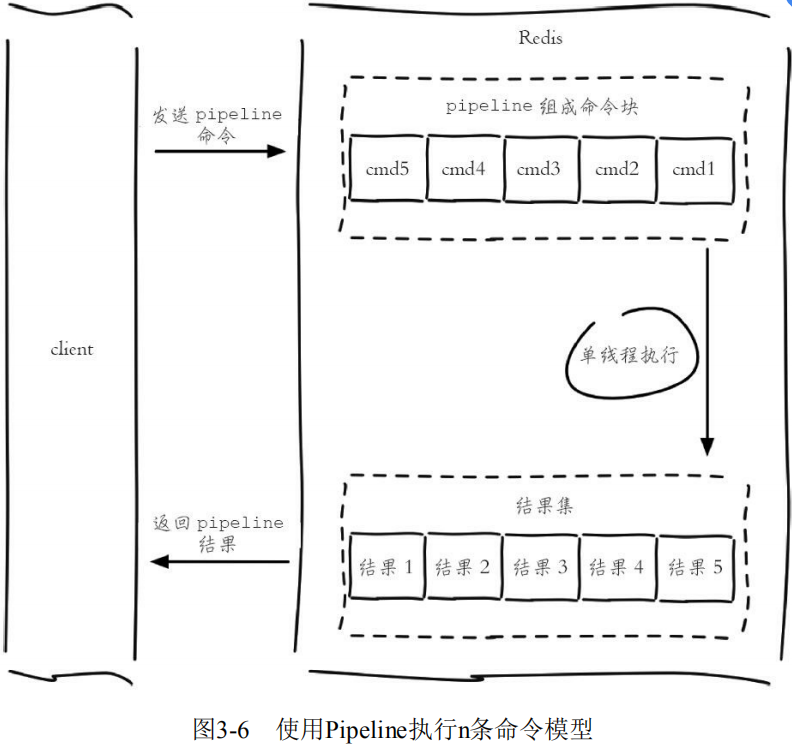 Redis
pipeline 组成命令块
发送 pipeline
命令
cmd5 cmd4 cmd3 cmd2 cmd1
client
单线程执行
结果集
返回 pipeline
结果
结果 1 结果 2 结果 3 结果 4 结果 5
图3-6 使用Pipeline执行n条命令模型